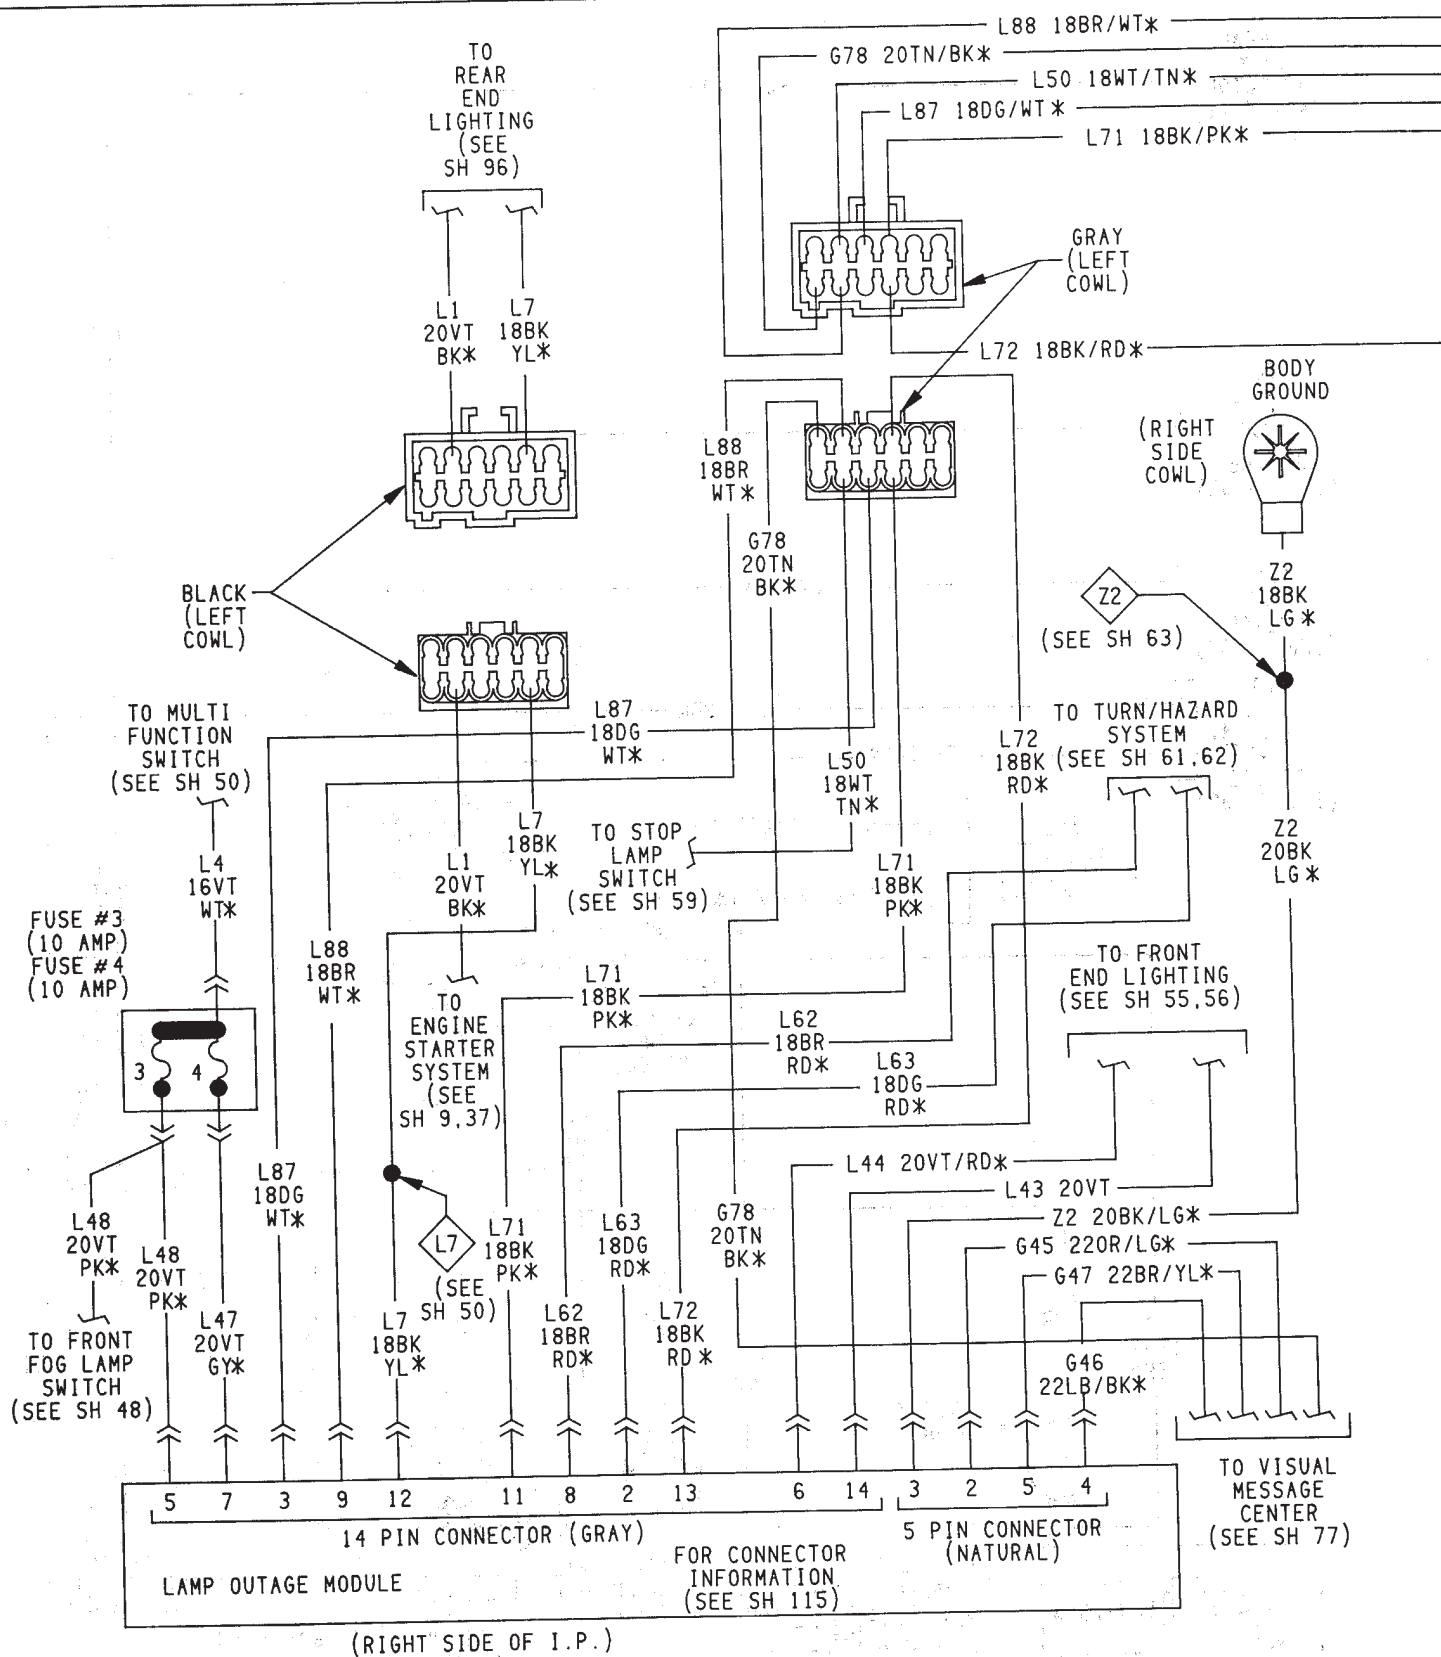 L88 18BR/WT*
G78 20TN/BK*
L50 18WT/TN*
L87 18DG/WT*
L71 18BK/PK*
TO
REAR
END
LIGHTING
(SEE
SH 96)
GRAY
(LEFT
COWL)
L1
20VT
BK*
L7
18BK
YL*
L72 18BK/RD*
BODY
GROUND
(RIGHT
SIDE
COWL)
L88
18BR
WT*
G78
20TN
BK*
Z2
18BK
LG*
Z2
(SEE SH 63)
BLACK
(LEFT
COWL)
TO MULTI
FUNCTION
SWITCH
(SEE SH 50)
L87
18DG
WT*
L50
18WT
TN*
L72
18BK
RD*
TO TURN/HAZARD
SYSTEM
(SEE SH 61,62)
L4
16VT
WT*
L1
20VT
BK*
L7
18BK
YL*
TO STOP
LAMP
SWITCH
(SEE SH 59)
L71
18BK
PK*
Z2
20BK
LG*
FUSE #3
(10 AMP)
FUSE #4
(10 AMP)
L88
18BR
WT*
TO
ENGINE
STARTER
SYSTEM
(SEE
SH 9,37)
L71
18BK
PK*
L62
18BR
RD*
L63
18DG
RD*
TO FRONT
END LIGHTING
(SEE SH 55,56)
3
4
L87
18DG
WT*
L44 20VT/RD*
L43 20VT
Z2 20BK/LG*
G45 22OR/LG*
G47 22BR/YL*
L48
20VT
PK*
L48
20VT
PK*
L47
20VT
GY*
L7
(SEE
SH 50)
L7
18BK
YL*
L71
18BK
PK*
L62
18BR
RD*
L63
18DG
RD*
L72
18BK
RD*
G78
20TN
BK*
G46
22LB/BK*
TO FRONT
FOG LAMP
SWITCH
(SEE SH 48)
TO VISUAL
MESSAGE
CENTER
(SEE SH 77)
5 7 3 9 12 11 8 2 13 6 14 3 2 5 4
14 PIN CONNECTOR (GRAY)
5 PIN CONNECTOR
(NATURAL)
FOR CONNECTOR
INFORMATION
(SEE SH 115)
LAMP OUTAGE MODULE
(RIGHT SIDE OF I.P.)